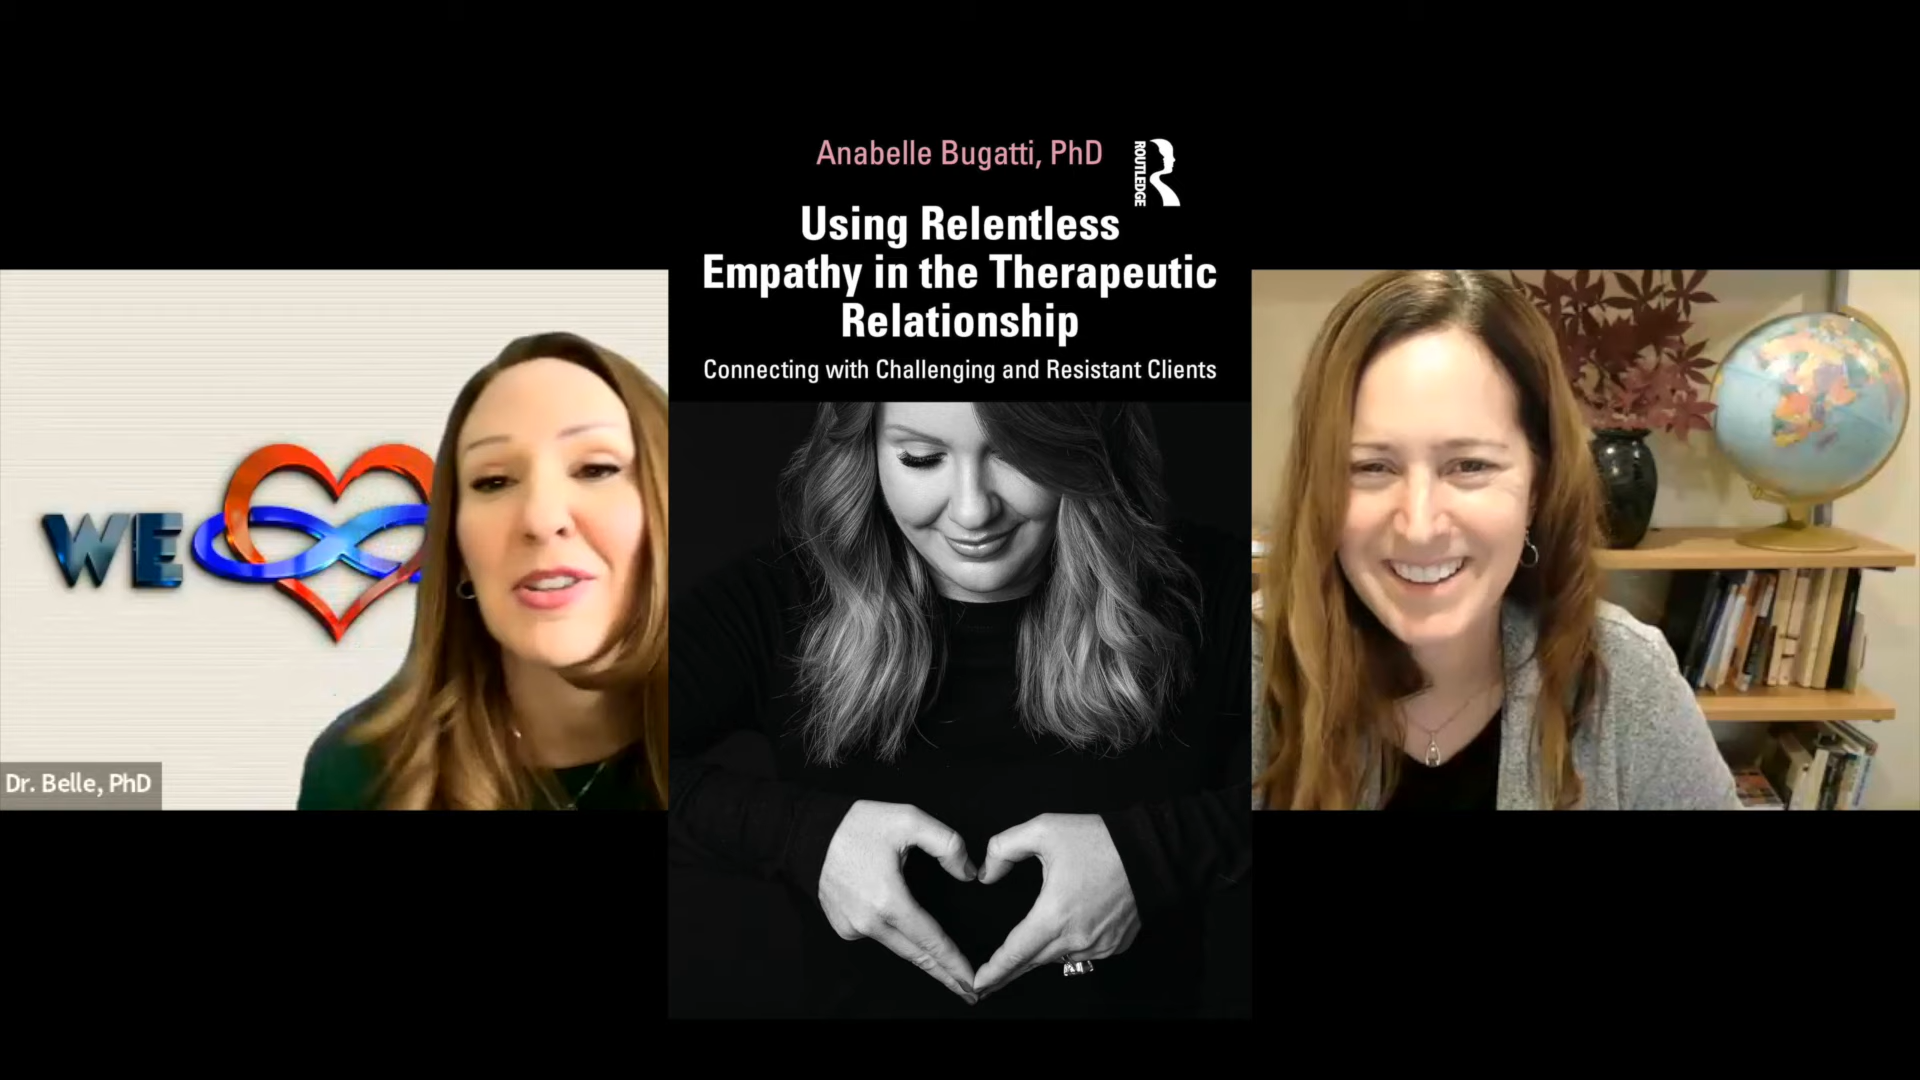 Anabelle Bugatti, PhD
ROUTLEDGE
Using Relentless
Empathy in the Therapeutic
Relationship
Connecting with Challenging and Resistant Clients
WE
Dr. Belle, PhD